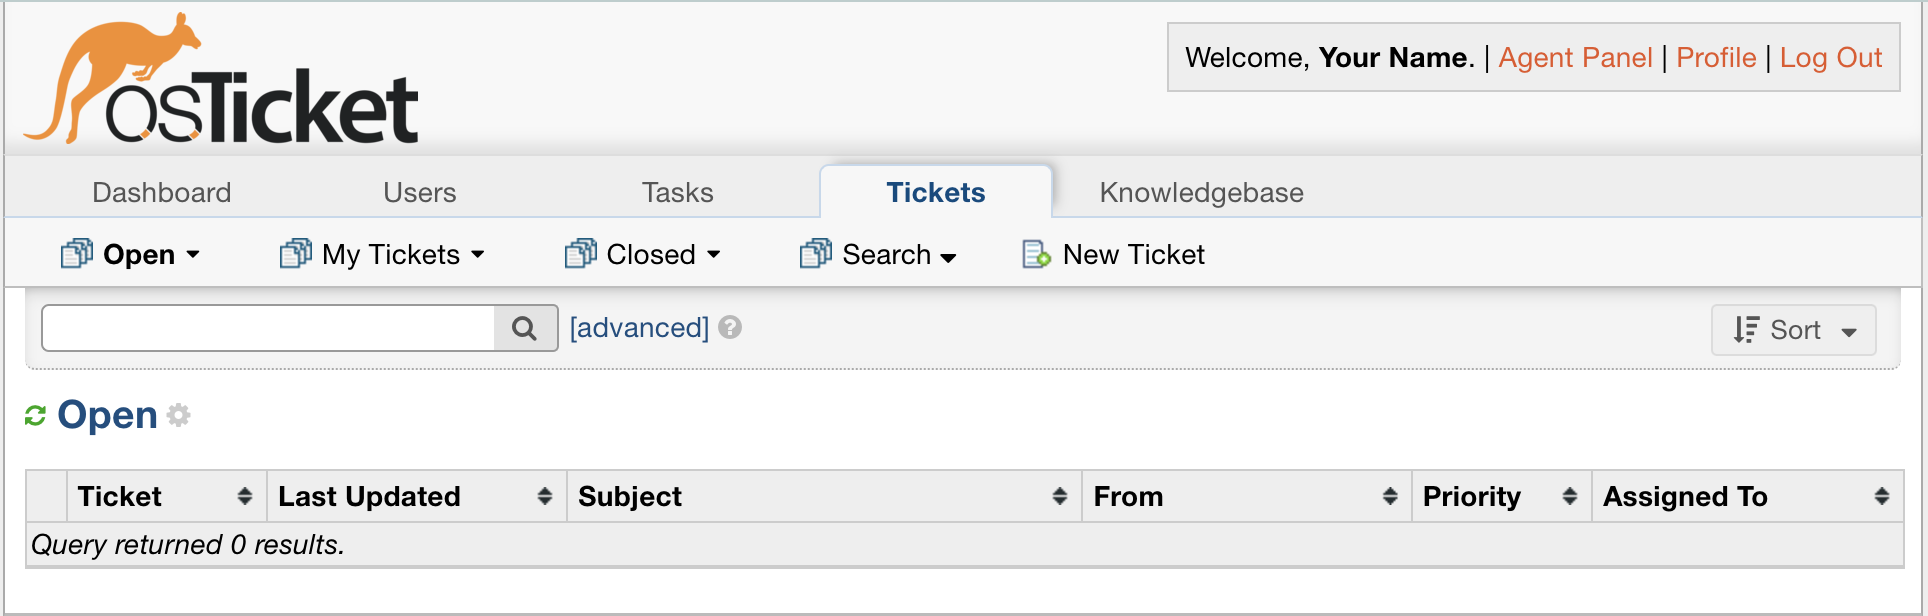 osTicket
Welcome, Your Name. | Agent Panel | Profile | Log Out
Dashboard Users Tasks Tickets Knowledgebase
Open My Tickets Closed Search New Ticket
[advanced] ? Sort
Open
Ticket Last Updated Subject From Priority Assigned To
Query returned 0 results.